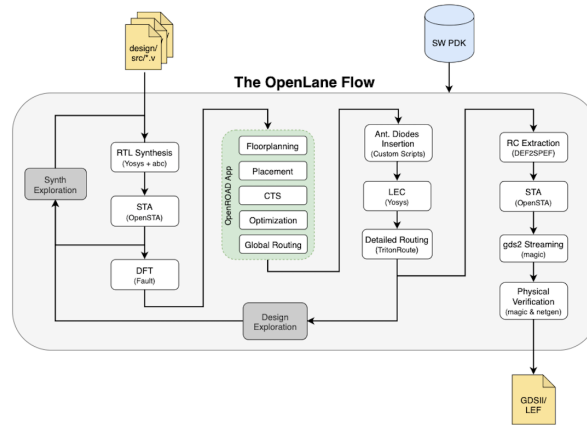 design/
src/*.v
SW PDK
The OpenLane Flow
Synth
Exploration
RTL Synthesis
(Yosys + abc)
STA
(OpenSTA)
DFT
(Fault)
OpenROAD App
Floorplanning
Placement
CTS
Optimization
Global Routing
Design
Exploration
Ant. Diodes
Insertion
(Custom Scripts)
LEC
(Yosys)
Detailed Routing
(TritonRoute)
RC Extraction
(DEF2SPEF)
STA
(OpenSTA)
gds2 Streaming
(magic)
Physical
Verification
(magic & netgen)
GDSII/
LEF